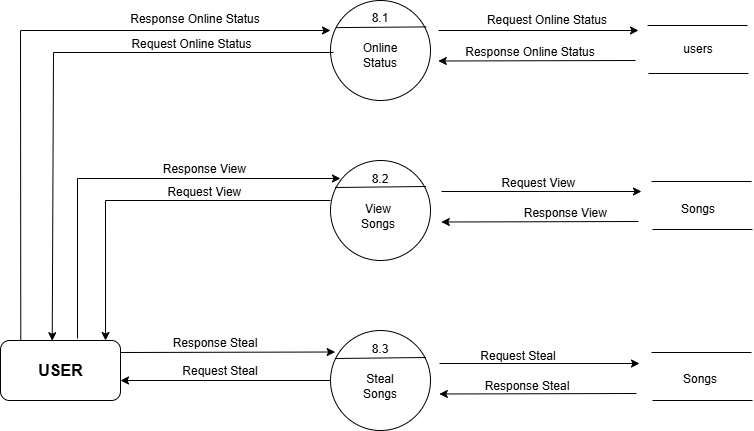 Response Online Status
8.1
Request Online Status
Request Online Status
Online
Status
Response Online Status
users
Response View
8.2
Request View
Request View
View
Songs
Response View
Songs
Response Steal
8.3
Request Steal
USER
Request Steal
Steal
Songs
Response Steal
Songs